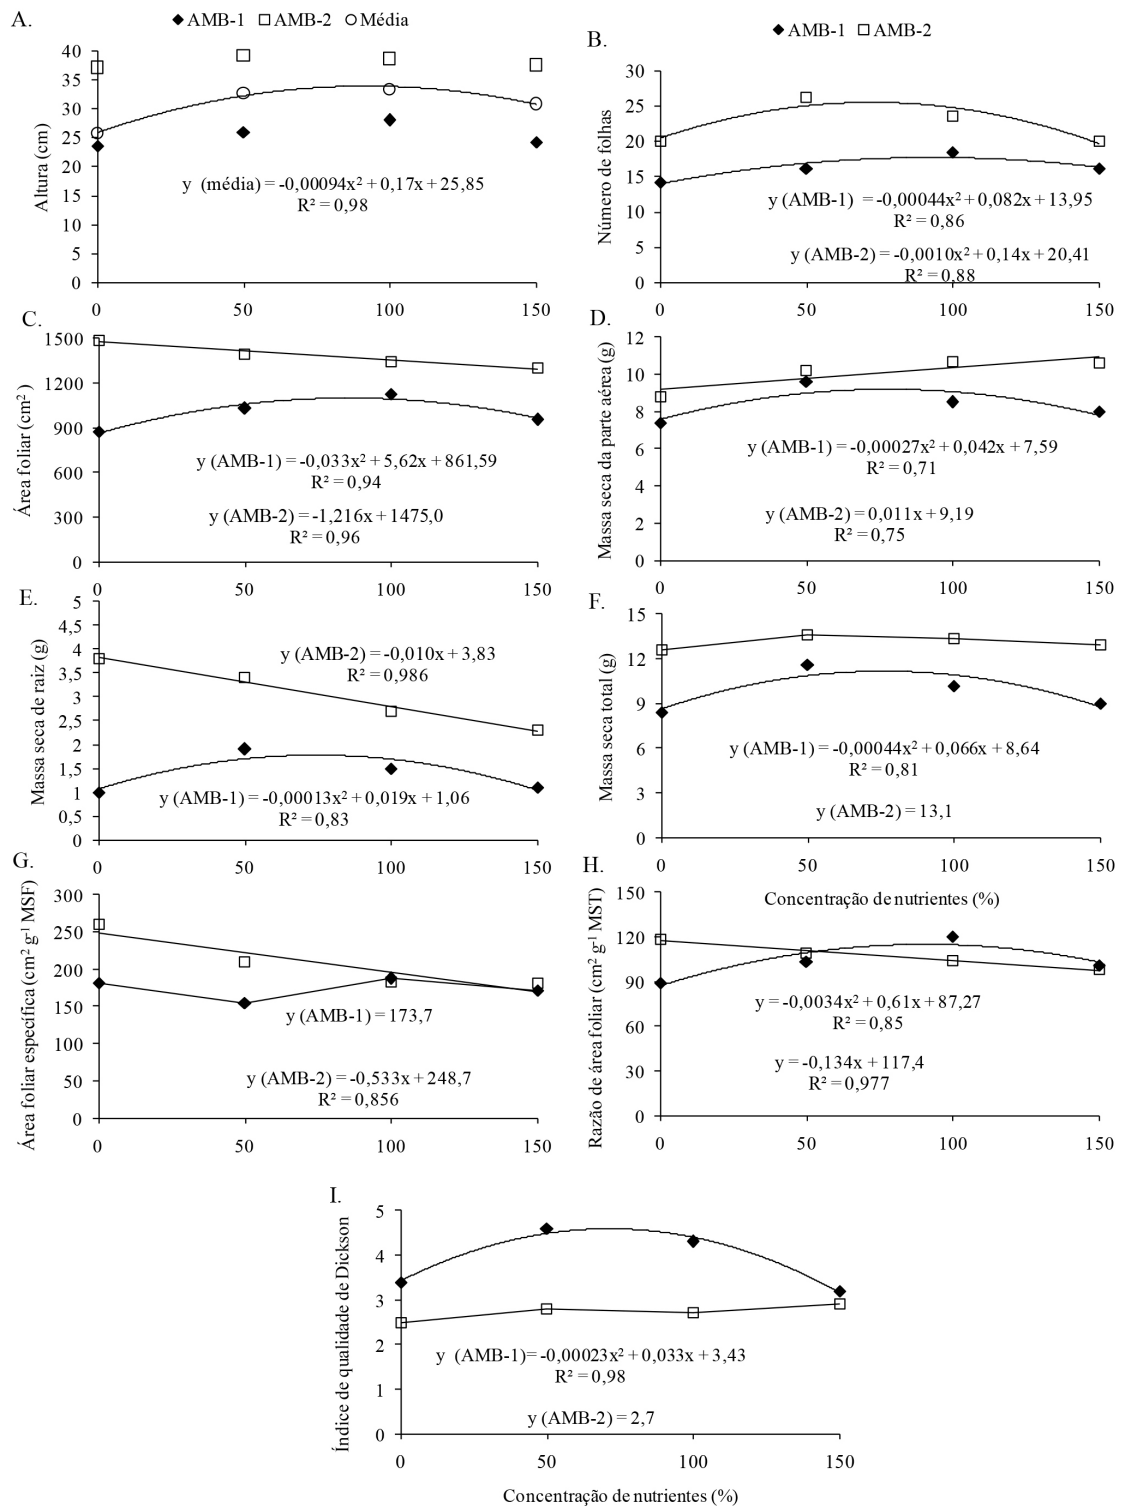 A.
◆ AMB-1 □ AMB-2 ○ Média
Altura (cm)
40
35
30
25
20
15
10
5
0
y (média) = -0,00094x² + 0,17x + 25,85
R² = 0,98
0 50 100 150
B.
◆ AMB-1 □ AMB-2
Número de folhas
30
25
20
15
10
5
0
y (AMB-1) = -0,00044x² + 0,082x + 13,95
R² = 0,86
y (AMB-2) = -0,0010x² + 0,14x + 20,41
R² = 0,88
0 50 100 150
C.
Área foliar (cm²)
1500
1200
900
600
300
0
y (AMB-1) = -0,033x² + 5,62x + 861,59
R² = 0,94
y (AMB-2) = -1,216x + 1475,0
R² = 0,96
0 50 100 150
D.
Massa seca da parte aérea (g)
12
10
8
6
4
2
0
y (AMB-1) = -0,00027x² + 0,042x + 7,59
R² = 0,71
y (AMB-2) = 0,011x + 9,19
R² = 0,75
0 50 100 150
E.
Massa seca de raiz (g)
5
4,5
4
3,5
3
2,5
2
1,5
1
0,5
0
y (AMB-2) = -0,010x + 3,83
R² = 0,986
y (AMB-1) = -0,00013x² + 0,019x + 1,06
R² = 0,83
0 50 100 150
F.
Massa seca total (g)
15
12
9
6
3
0
y (AMB-1) = -0,00044x² + 0,066x + 8,64
R² = 0,81
y (AMB-2) = 13,1
0 50 100 150
Concentração de nutrientes (%)
G.
Área foliar específica (cm² g⁻¹ MSF)
300
250
200
150
100
50
0
y (AMB-1) = 173,7
y (AMB-2) = -0,533x + 248,7
R² = 0,856
0 50 100 150
H.
Razão de área foliar (cm² g⁻¹ MST)
150
120
90
60
30
0
y = -0,0034x² + 0,61x + 87,27
R² = 0,85
y = -0,134x + 117,4
R² = 0,977
0 50 100 150
I.
Índice de qualidade de Dickson
5
4
3
2
1
0
y (AMB-1)= -0,00023x² + 0,033x + 3,43
R² = 0,98
y (AMB-2) = 2,7
0 50 100 150
Concentração de nutrientes (%)